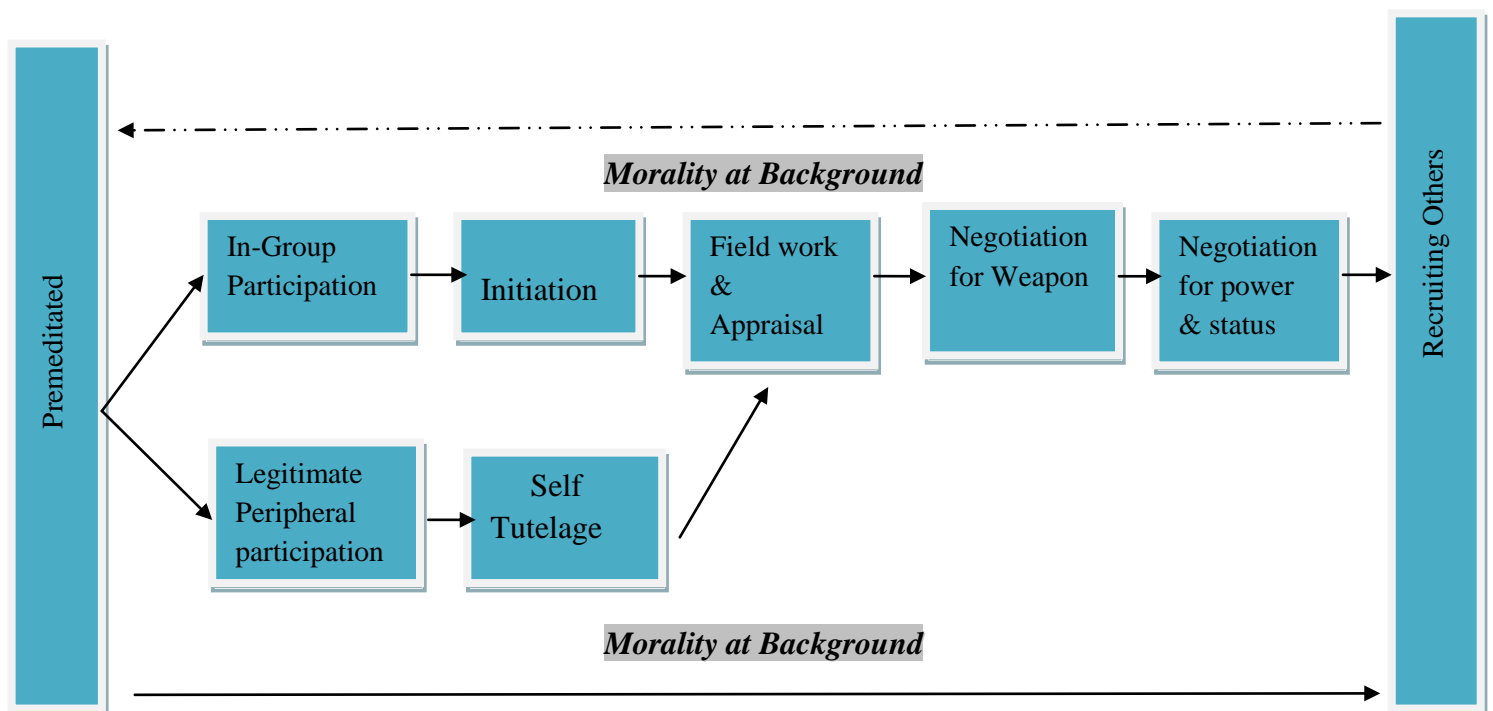 Premeditated
Morality at Background
In-Group
Participation
Initiation
Field work
&
Appraisal
Negotiation
for Weapon
Negotiation
for power
& status
Recruiting Others
Legitimate
Peripheral
participation
Self
Tutelage
Morality at Background